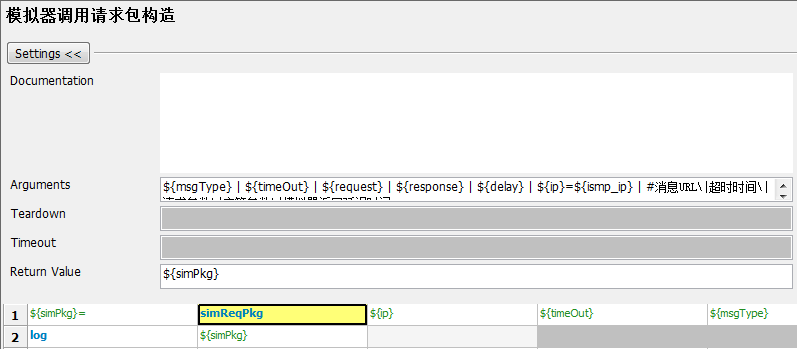 模拟器调用请求包构造
Settings <<
Documentation
Arguments
${msgType} | ${timeOut} | ${request} | ${response} | ${delay} | ${ip}=${ismp_ip} | #消息URL\|超时时间\|
Teardown
Timeout
Return Value
${simPkg}
1 ${simPkg}= simReqPkg ${ip} ${timeOut} ${msgType}
2 log ${simPkg}